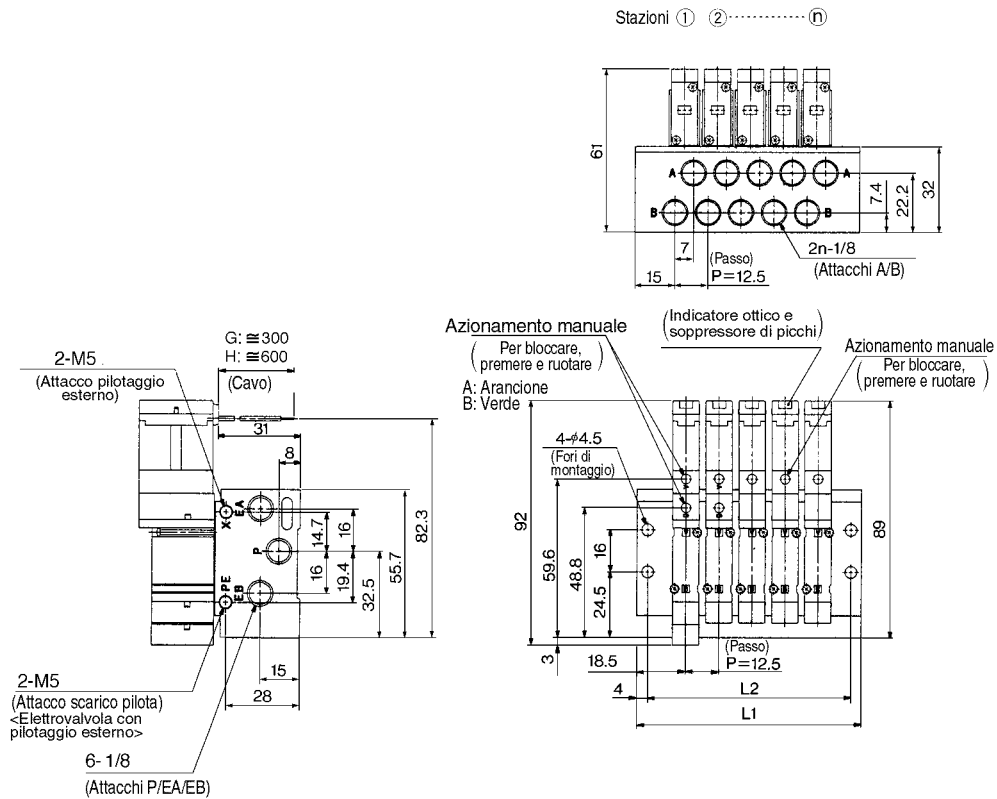 Stazioni 1 2 n
61
A A
B B
7.4
22.2
32
7
15
(Passo)
P=12.5
2n-1/8
(Attacchi A/B)
G: ≅300
H: ≅600
(Cavo)
2-M5
(Attacco pilotaggio
esterno)
31
8
X
EA
P
PE
EB
14.7
16
16
19.4
32.5
55.7
82.3
15
28
2-M5
(Attacco scarico pilota)
<Elettrovalvola con
pilotaggio esterno>
6- 1/8
(Attacchi P/EA/EB)
Azionamento manuale
(Per bloccare,
premere e ruotare)
A: Arancione
B: Verde
(Indicatore ottico e
soppressore di picchi)
Azionamento manuale
(Per bloccare,
premere e ruotare)
4-ø4.5
(Fori di
montaggio)
92
59.6
48.8
16
24.5
89
3
18.5
(Passo)
P=12.5
4
L2
L1